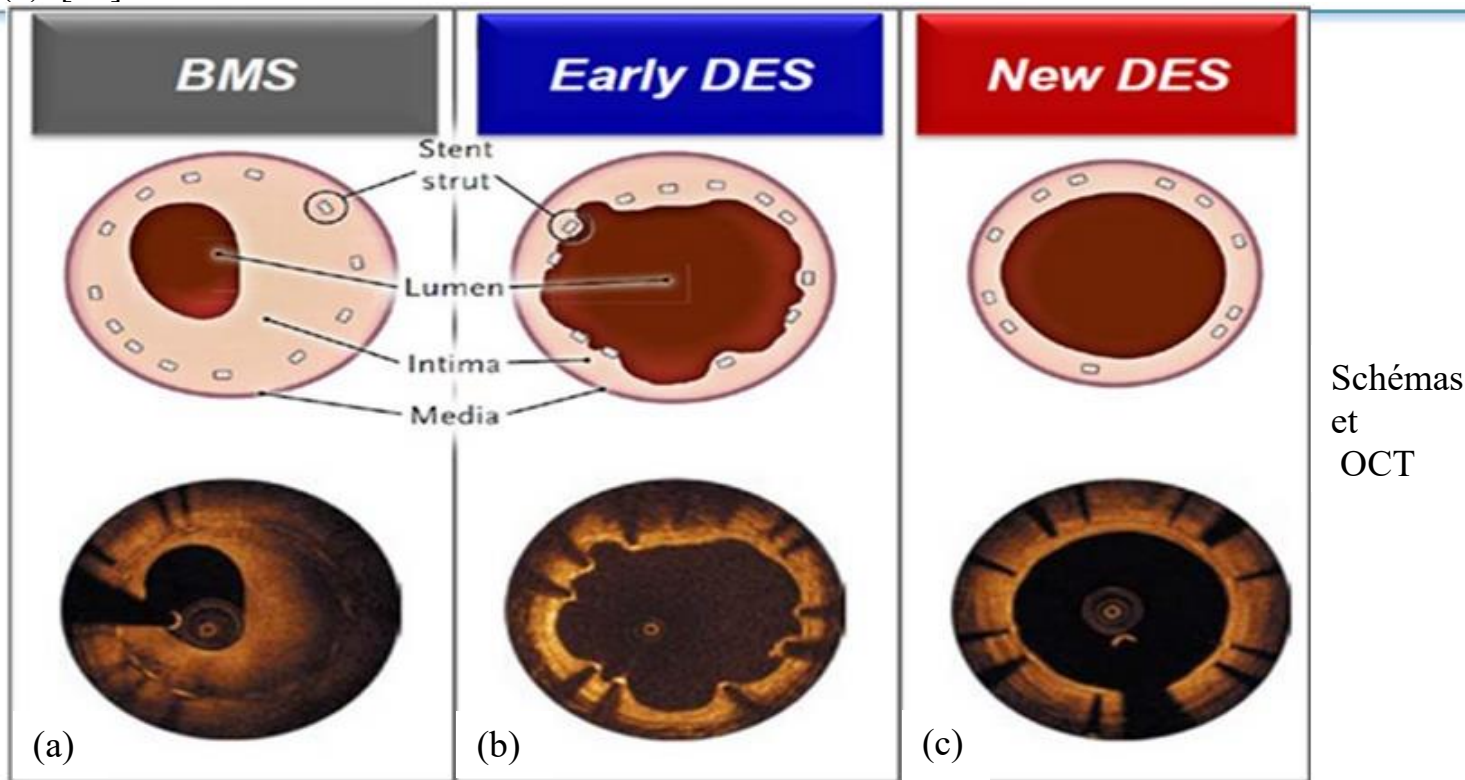 BMS
Early DES
New DES
Stent
strut
Lumen
Intima
Media
Schémas
et
OCT
(a)
(b)
(c)